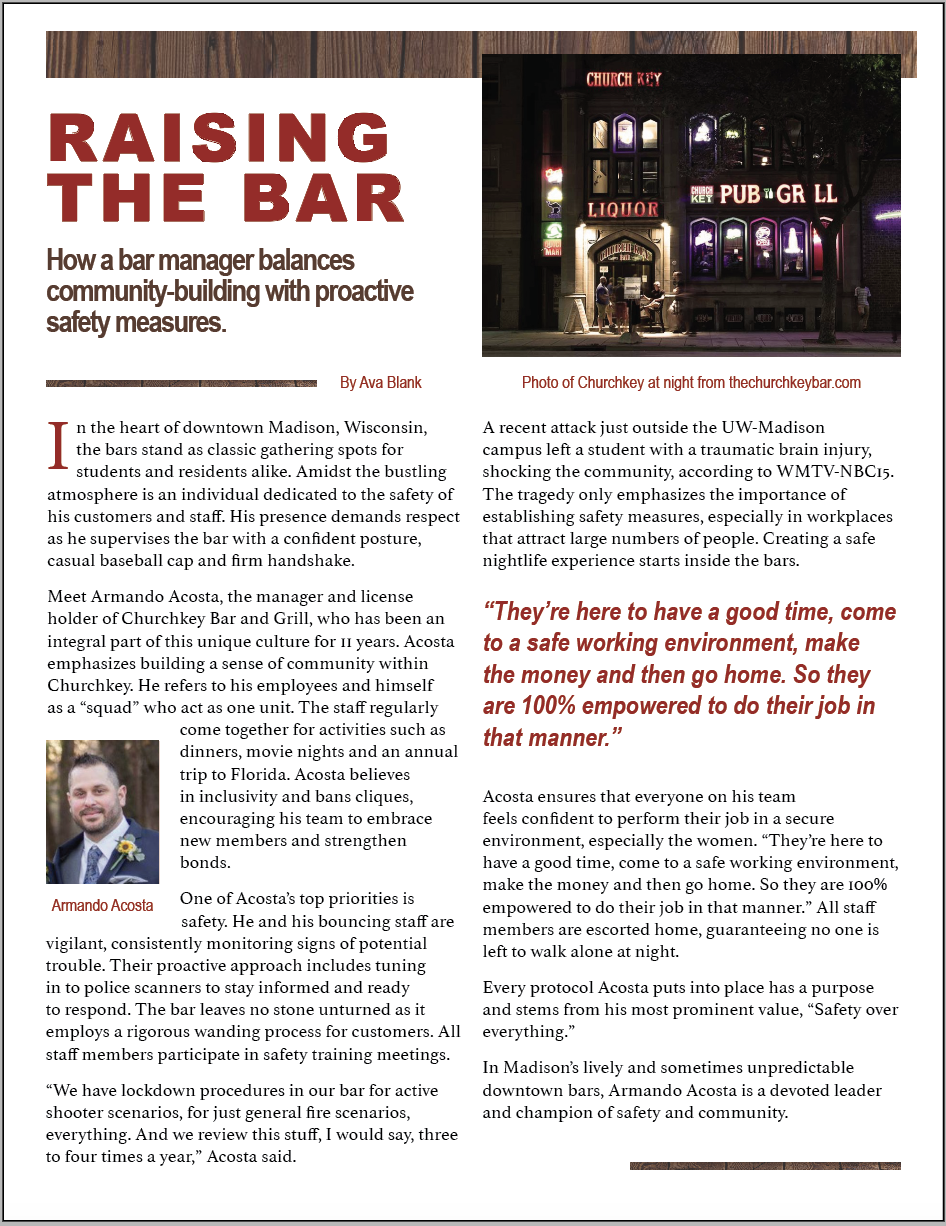 RAISING
THE BAR
How a bar manager balances
community-building with proactive
safety measures.
By Ava Blank
CHURCH KEY
CHURCH
KEY
PUB GRILL
LIQUOR
CHURCH KEY
BAR
Photo of Churchkey at night from thechurchkeybar.com
In the heart of downtown Madison, Wisconsin,
the bars stand as classic gathering spots for
students and residents alike. Amidst the bustling
atmosphere is an individual dedicated to the safety of
his customers and staff. His presence demands respect
as he supervises the bar with a confident posture,
casual baseball cap and firm handshake.
Meet Armando Acosta, the manager and license
holder of Churchkey Bar and Grill, who has been an
integral part of this unique culture for 11 years. Acosta
emphasizes building a sense of community within
Churchkey. He refers to his employees and himself
as a “squad” who act as one unit. The staff regularly
come together for activities such as
dinners, movie nights and an annual
trip to Florida. Acosta believes
in inclusivity and bans cliques,
encouraging his team to embrace
new members and strengthen
bonds.
Armando Acosta
One of Acosta’s top priorities is
safety. He and his bouncing staff are
vigilant, consistently monitoring signs of potential
trouble. Their proactive approach includes tuning
in to police scanners to stay informed and ready
to respond. The bar leaves no stone unturned as it
employs a rigorous wanding process for customers. All
staff members participate in safety training meetings.
“We have lockdown procedures in our bar for active
shooter scenarios, for just general fire scenarios,
everything. And we review this stuff, I would say, three
to four times a year,” Acosta said.
A recent attack just outside the UW-Madison
campus left a student with a traumatic brain injury,
shocking the community, according to WMTV-NBC15.
The tragedy only emphasizes the importance of
establishing safety measures, especially in workplaces
that attract large numbers of people. Creating a safe
nightlife experience starts inside the bars.
“They’re here to have a good time, come
to a safe working environment, make
the money and then go home. So they
are 100% empowered to do their job in
that manner.”
Acosta ensures that everyone on his team
feels confident to perform their job in a secure
environment, especially the women. “They’re here to
have a good time, come to a safe working environment,
make the money and then go home. So they are 100%
empowered to do their job in that manner.” All staff
members are escorted home, guaranteeing no one is
left to walk alone at night.
Every protocol Acosta puts into place has a purpose
and stems from his most prominent value, “Safety over
everything.”
In Madison’s lively and sometimes unpredictable
downtown bars, Armando Acosta is a devoted leader
and champion of safety and community.